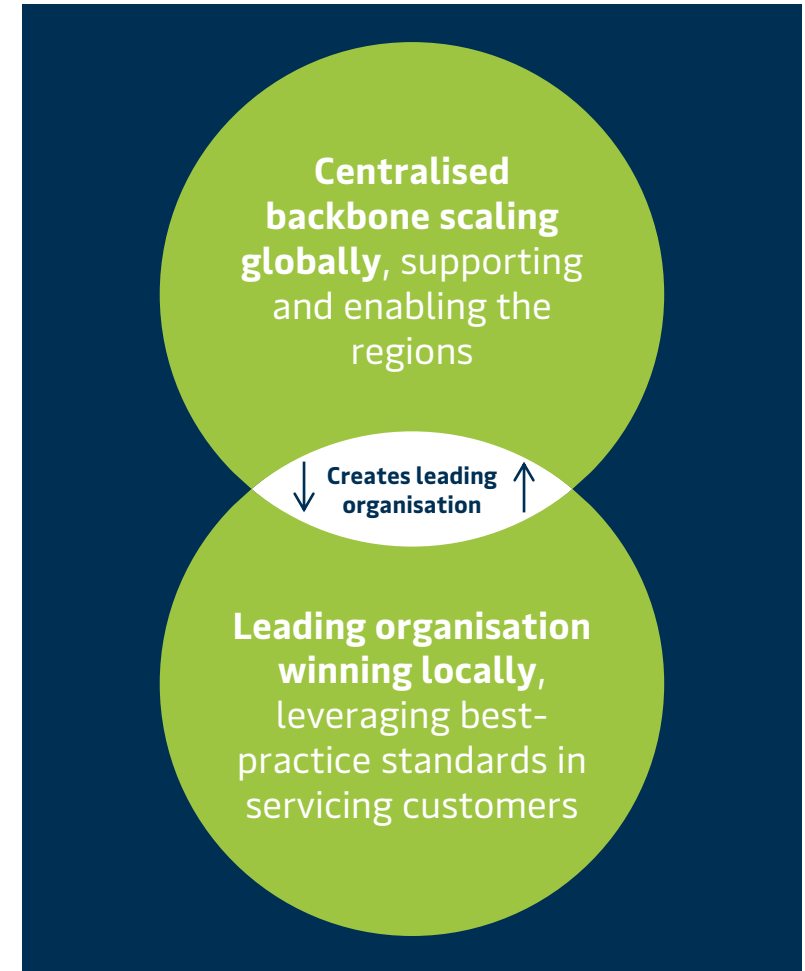 Centralised
backbone scaling
globally, supporting
and enabling the
regions
Creates leading
organisation
Leading organisation
winning locally,
leveraging best-
practice standards in
servicing customers